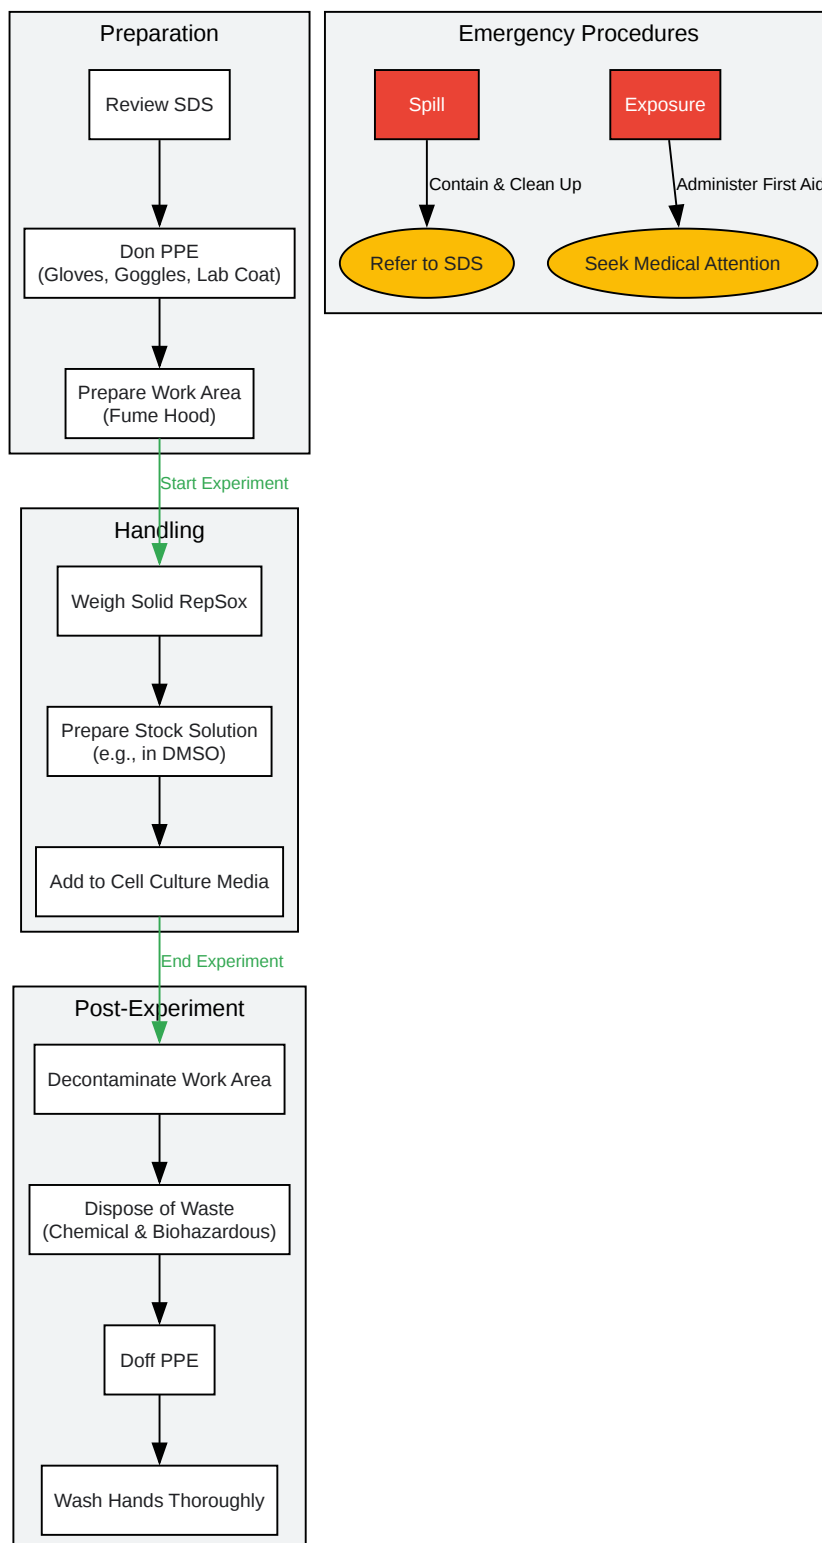 Preparation
Review SDS
Don PPE
(Gloves, Goggles, Lab Coat)
Prepare Work Area
(Fume Hood)
Start Experiment
Handling
Weigh Solid RepSox
Prepare Stock Solution
(e.g., in DMSO)
Add to Cell Culture Media
End Experiment
Post-Experiment
Decontaminate Work Area
Dispose of Waste
(Chemical & Biohazardous)
Doff PPE
Wash Hands Thoroughly
Emergency Procedures
Spill
Contain & Clean Up
Refer to SDS
Exposure
Administer First Aid
Seek Medical Attention